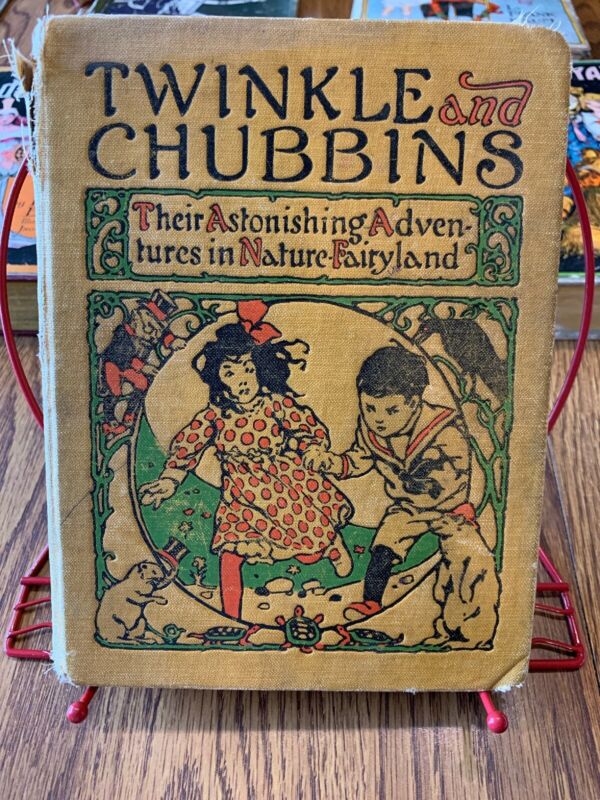 TWINKLE and
CHUBBINS
Their Astonishing Adven-
tures in Nature-Fairyland